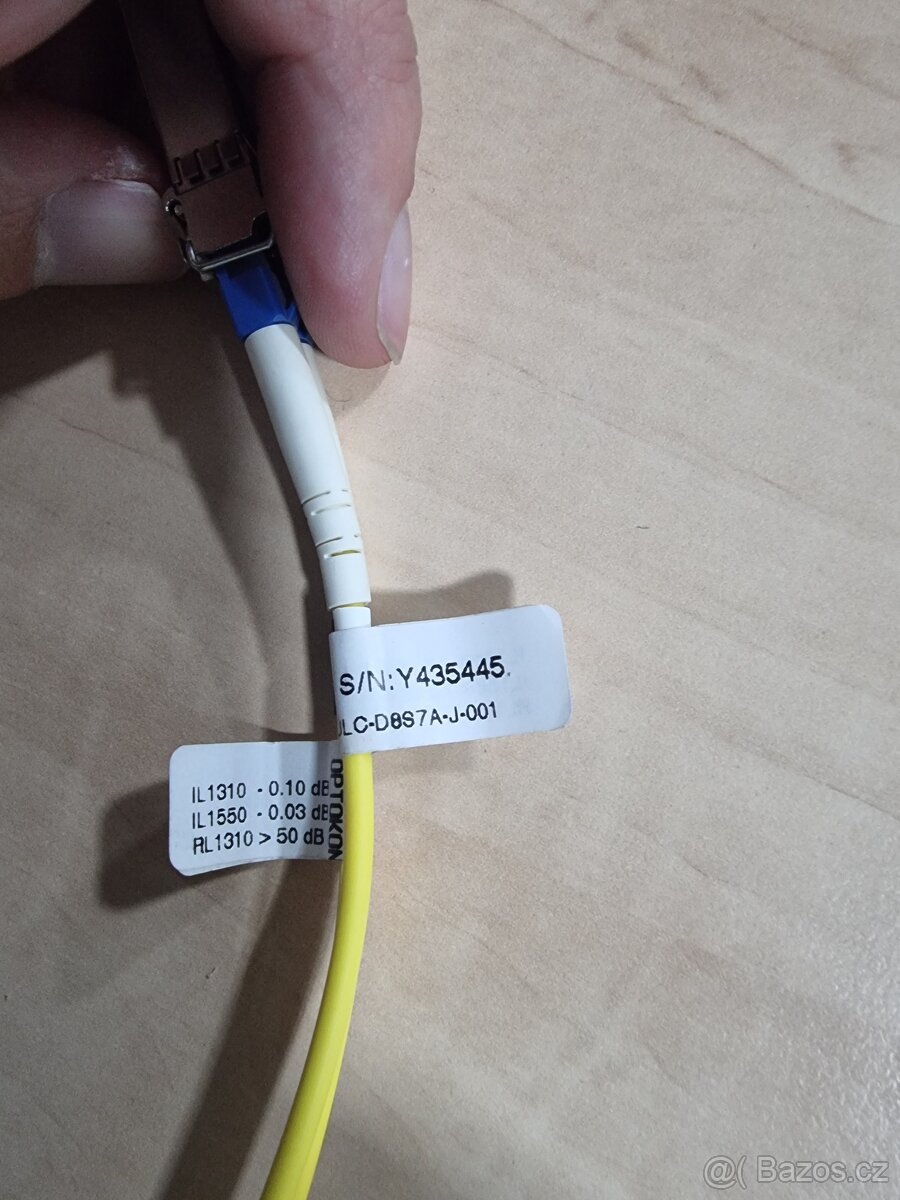 S/N:Y435445
LC-D8S7A-J-001
OPTOKON
IL1310 - 0.10 dB
IL1550 - 0.03 dB
RL1310 > 50 dB
@( Bazos.cz